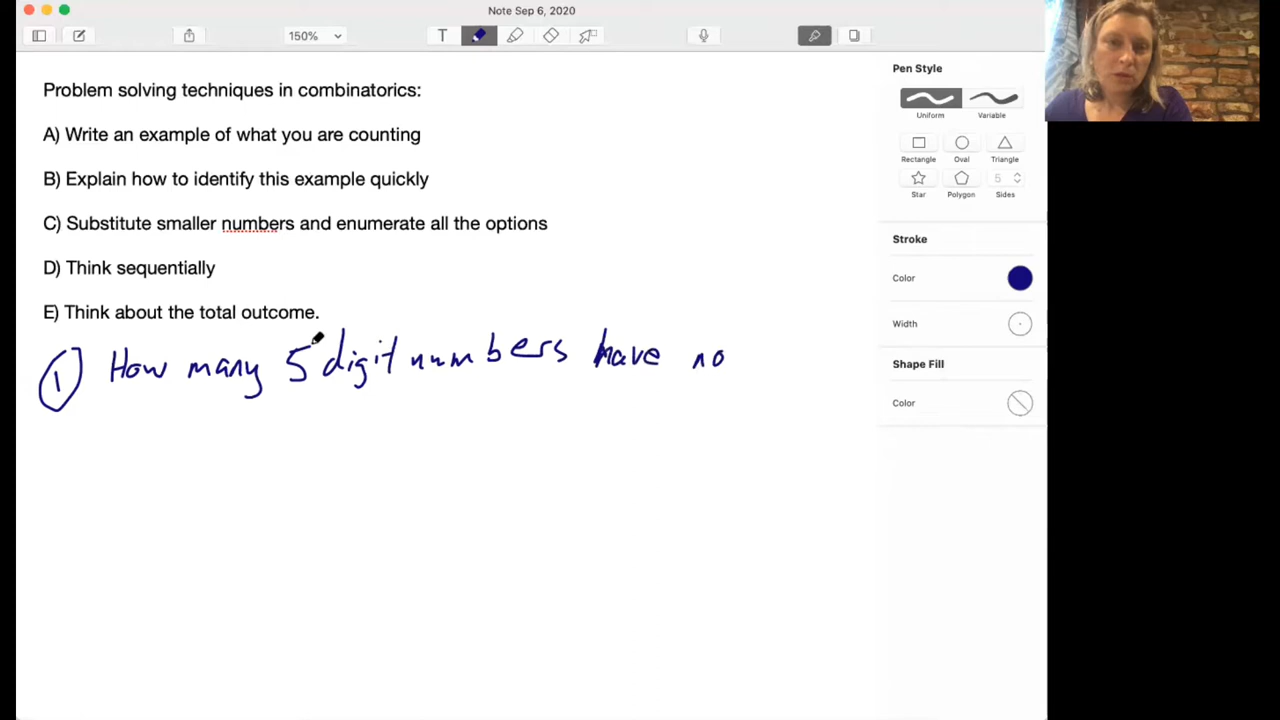 Note Sep 6, 2020
150%
T
Problem solving techniques in combinatorics:
A) Write an example of what you are counting
B) Explain how to identify this example quickly
C) Substitute smaller numbers and enumerate all the options
D) Think sequentially
E) Think about the total outcome.
① How many 5 digit numbers have no
Pen Style
Uniform Variable
Rectangle Oval Triangle
5
Star Polygon Sides
Stroke
Color
Width
Shape Fill
Color